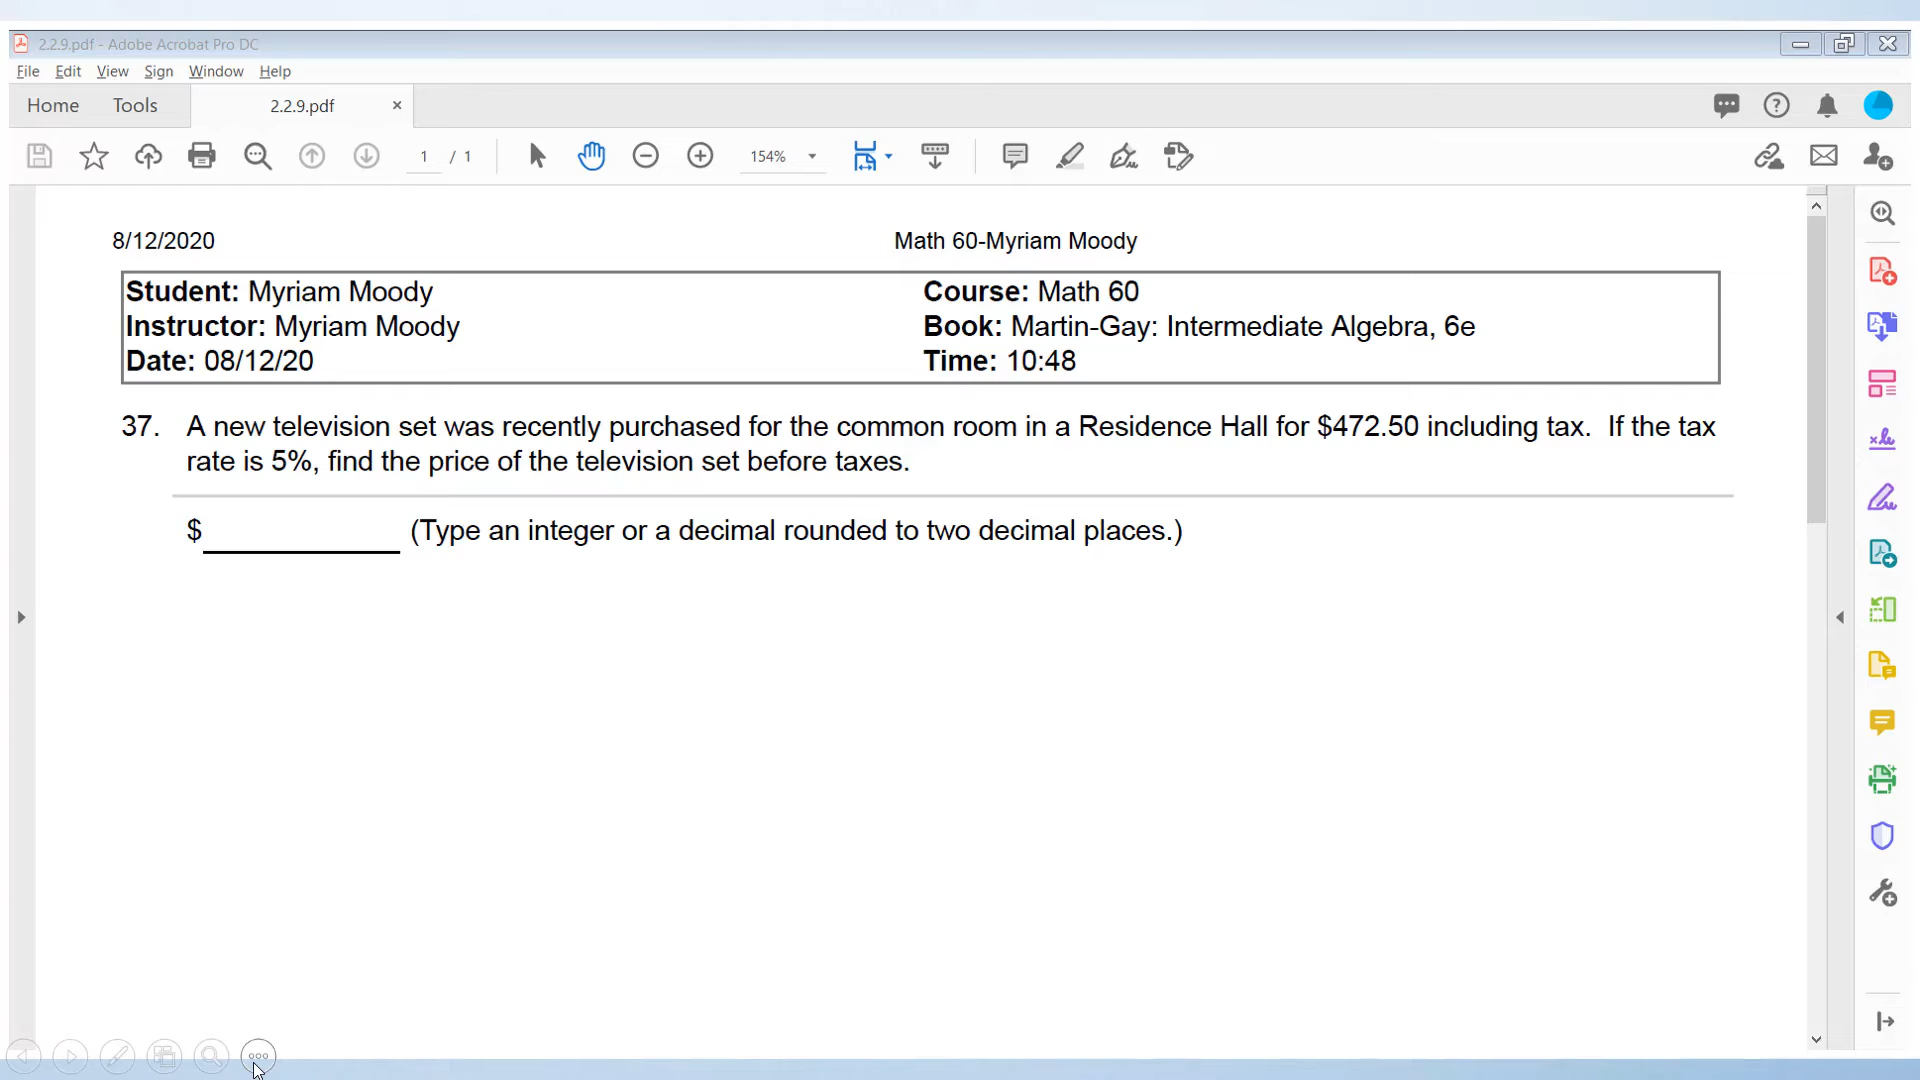 2.2.9.pdf - Adobe Acrobat Pro DC
File Edit View Sign Window Help
Home Tools 2.2.9.pdf ×
1 / 1 154%
8/12/2020 Math 60-Myriam Moody
Student: Myriam Moody Course: Math 60
Instructor: Myriam Moody Book: Martin-Gay: Intermediate Algebra, 6e
Date: 08/12/20 Time: 10:48
37. A new television set was recently purchased for the common room in a Residence Hall for $472.50 including tax. If the tax
rate is 5%, find the price of the television set before taxes.
$ (Type an integer or a decimal rounded to two decimal places.)